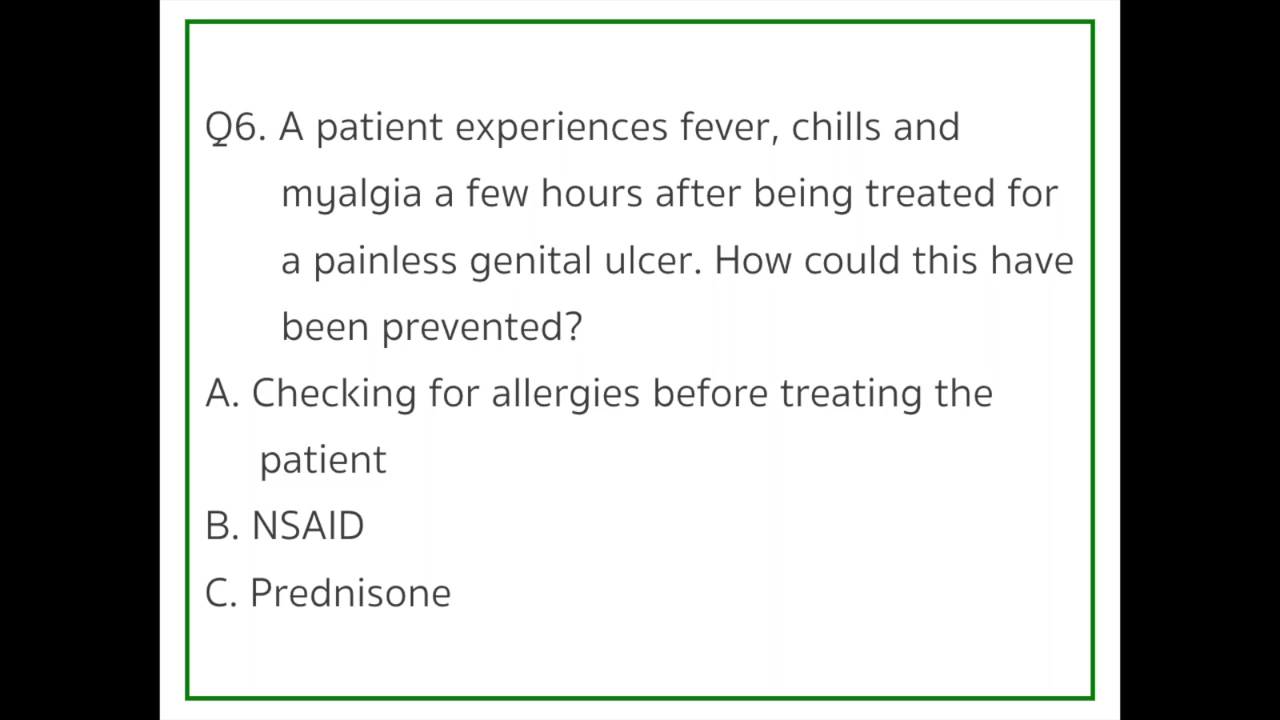 Q6. A patient experiences fever, chills and
myalgia a few hours after being treated for
a painless genital ulcer. How could this have
been prevented?
A. Checking for allergies before treating the
patient
B. NSAID
C. Prednisone